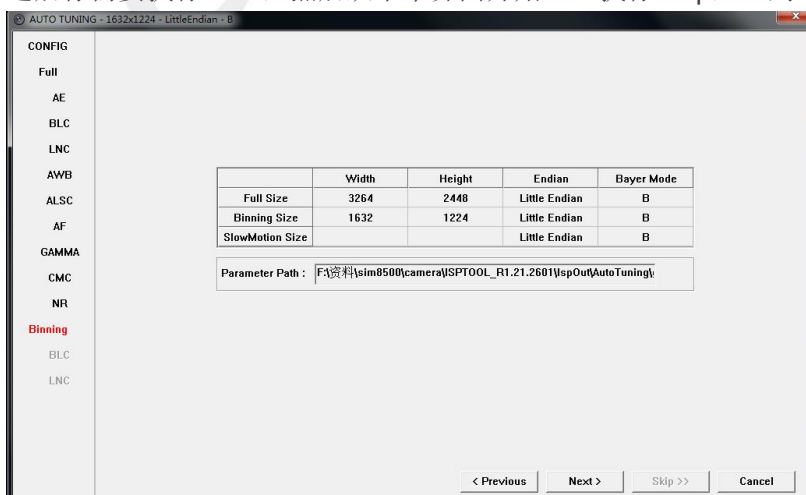 AUTO TUNING - 1632x1224 - LittleEndian - B
CONFIG
Full
AE
BLC
LNC
AWB
ALSC
AF
GAMMA
CMC
NR
Binning
BLC
LNC
Width Height Endian Bayer Mode
Full Size 3264 2448 Little Endian B
Binning Size 1632 1224 Little Endian B
SlowMotion Size Little Endian B
Parameter Path : F:\资料\sim8500\camera\ISPTOOL_R1.21.2601\IspOut\AutoTuning\
< Previous Next > Skip >> Cancel